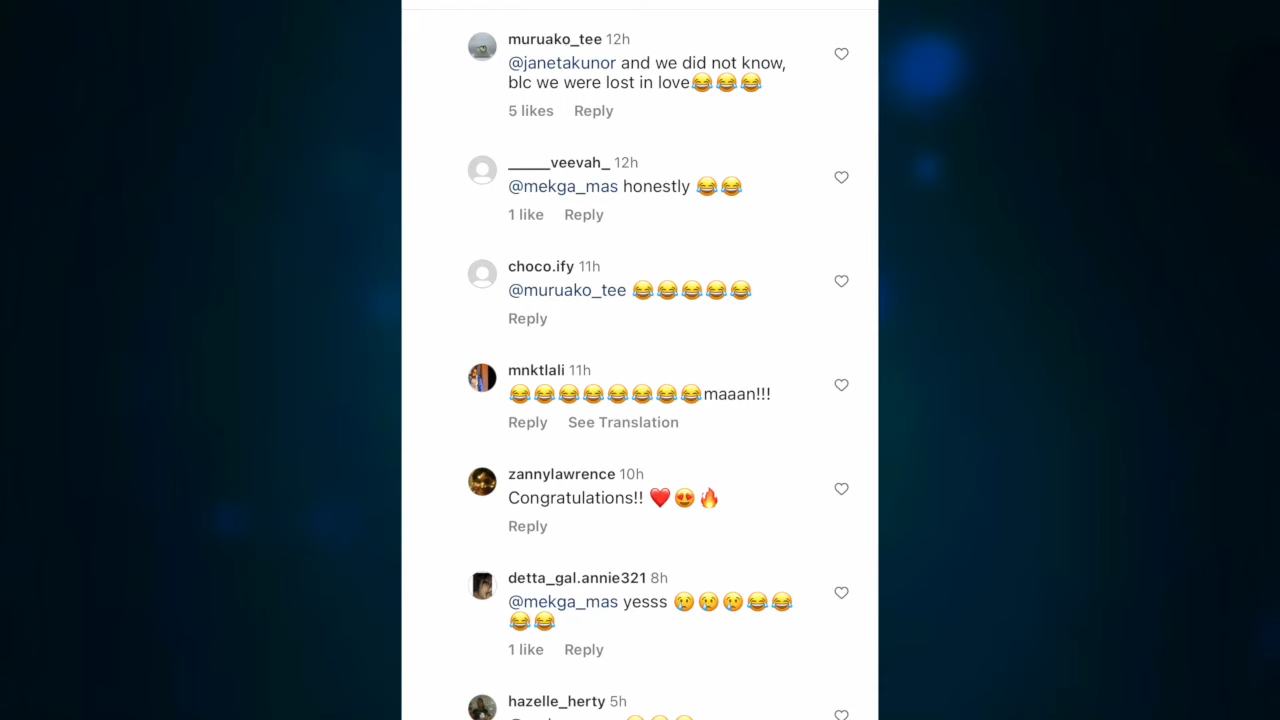 muruako_tee 12h
@janetakunor and we did not know,
blc we were lost in love😂😂😂
5 likes Reply
______veevah_ 12h
@mekga_mas honestly 😂😂
1 like Reply
choco.ify 11h
@muruako_tee 😂😂😂😂😂
Reply
mnktlali 11h
😂😂😂😂😂😂😂😂maaan!!!
Reply See Translation
zannylawrence 10h
Congratulations!! ❤️😍🔥
Reply
detta_gal.annie321 8h
@mekga_mas yesss 😢😢😢😂😂
😂😂
1 like Reply
hazelle_herty 5h